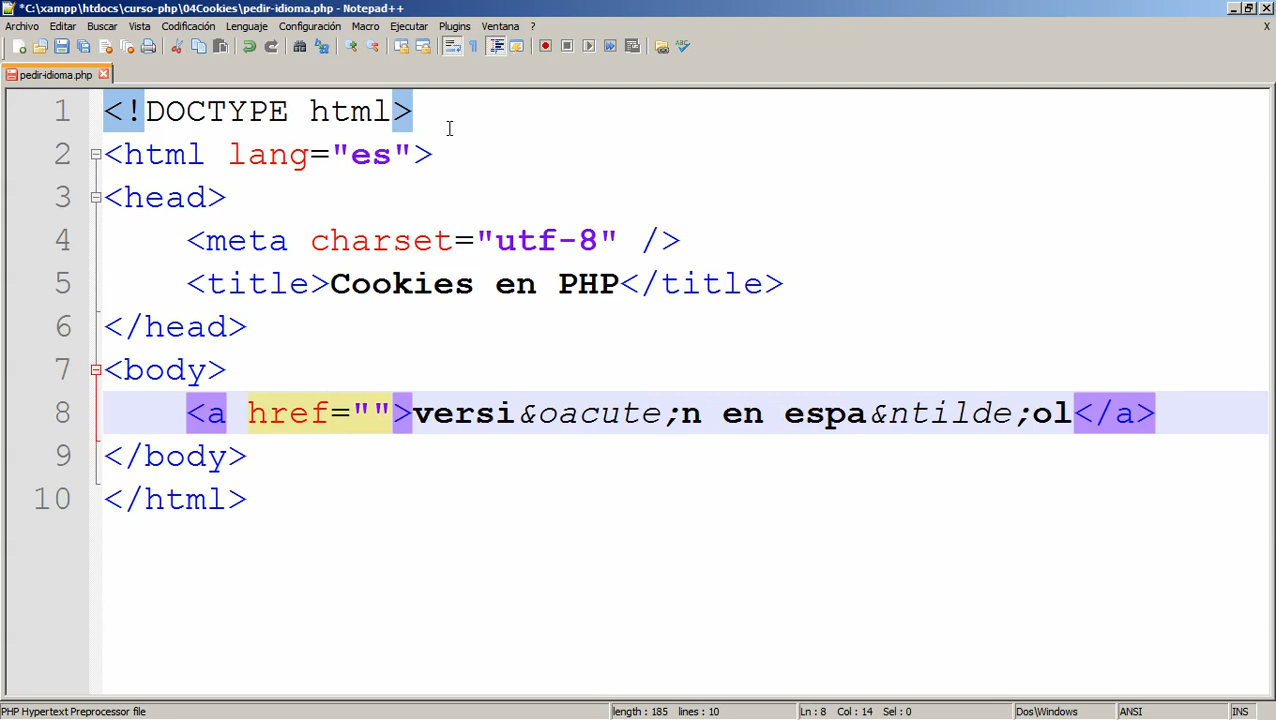 *C:\xampp\htdocs\curso-php\04Cookies\pedir-idioma.php - Notepad++
Archivo Editar Buscar Vista Codificación Lenguaje Configuración Macro Ejecutar Plugins Ventana ? X
pedir-idioma.php
1 <!DOCTYPE html>
2 <html lang="es">
3 <head>
4 <meta charset="utf-8" />
5 <title>Cookies en PHP</title>
6 </head>
7 <body>
8 <a href="">versi&oacute;n en espa&ntilde;ol</a>
9 </body>
10 </html>
PHP Hypertext Preprocessor file length : 185 lines : 10 Ln : 8 Col : 14 Sel : 0 Dos\Windows ANSI INS